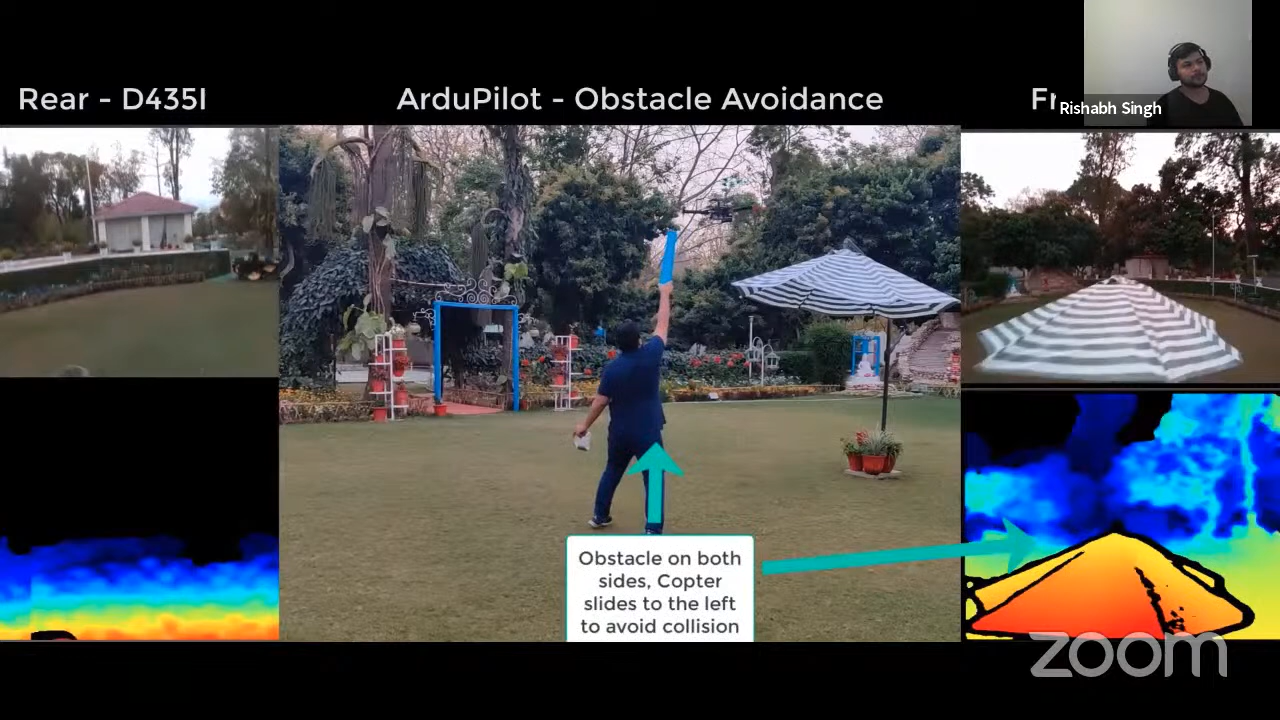 Rear - D435I
ArduPilot - Obstacle Avoidance
Fr
Rishabh Singh
Obstacle on both
sides, Copter
slides to the left
to avoid collision
zoom